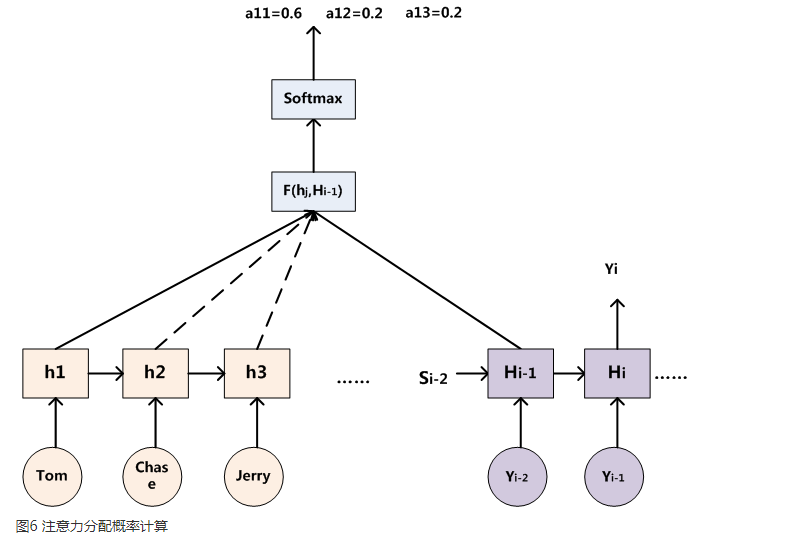 a11=0.6 a12=0.2 a13=0.2
Softmax
F(hj,Hi-1)
Yi
h1 h2 h3 …… Si-2 Hi-1 Hi ……
Tom Chas Jerry Yi-2 Yi-1
e
图6 注意力分配概率计算